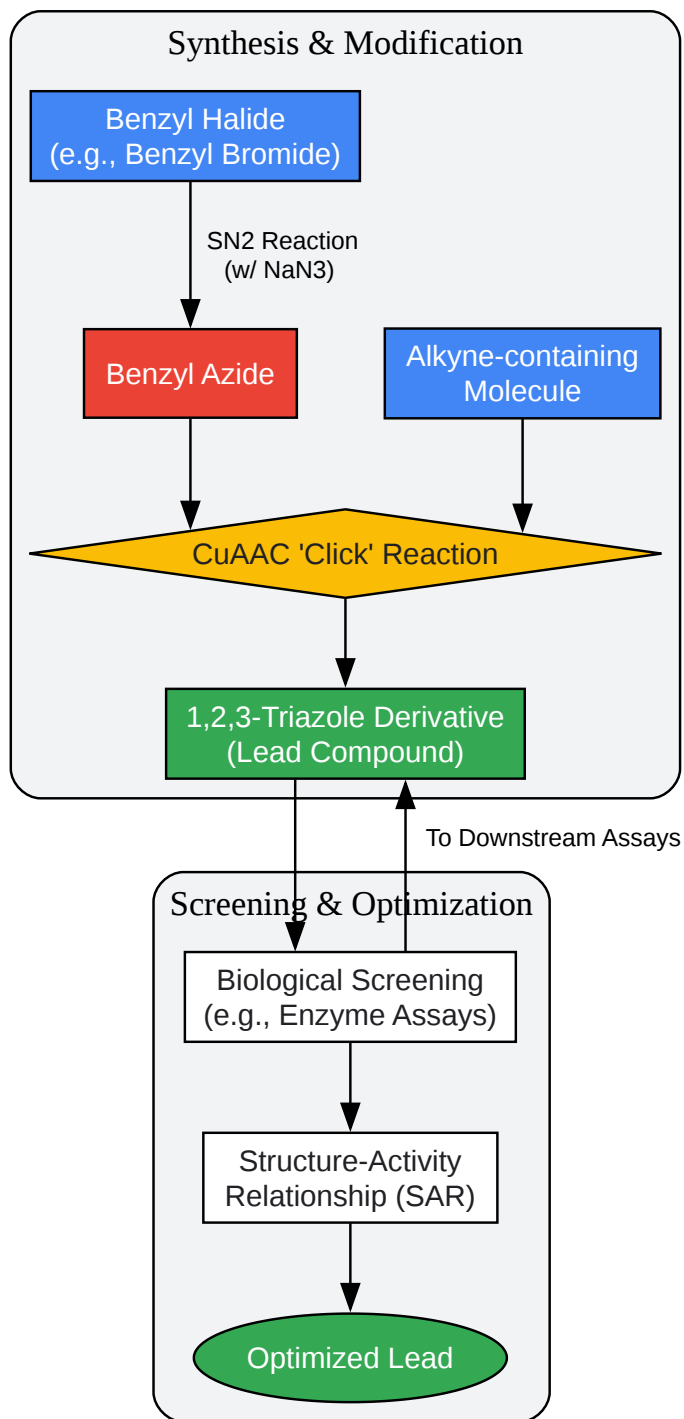 Synthesis & Modification
Benzyl Halide
(e.g., Benzyl Bromide)
SN2 Reaction
(w/ NaN3)
Benzyl Azide
Alkyne-containing
Molecule
CuAAC 'Click' Reaction
1,2,3-Triazole Derivative
(Lead Compound)
To Downstream Assays
Screening & Optimization
Biological Screening
(e.g., Enzyme Assays)
Structure-Activity
Relationship (SAR)
Optimized Lead